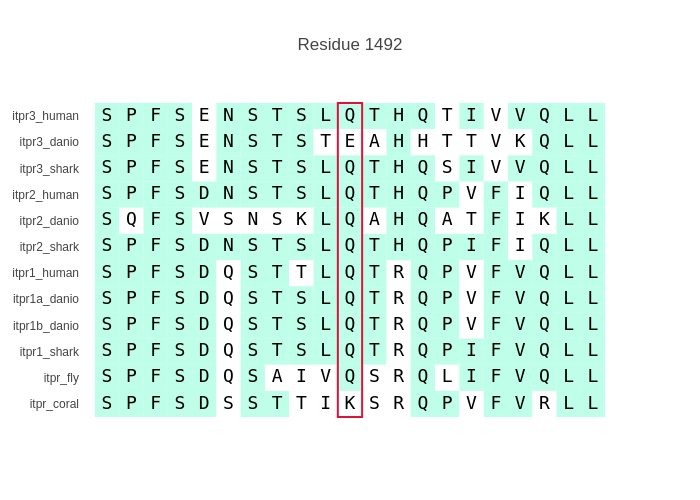 Residue 1492
itpr3_human S P F S E N S T S L Q T H Q T I V V Q L L
itpr3_danio S P F S E N S T S T E A H H T T V K Q L L
itpr3_shark S P F S E N S T S L Q T H Q S I V V Q L L
itpr2_human S P F S D N S T S L Q T H Q P V F I Q L L
itpr2_danio S Q F S V S N S K L Q A H Q A T F I K L L
itpr2_shark S P F S D N S T S L Q T H Q P I F I Q L L
itpr1_human S P F S D Q S T T L Q T R Q P V F V Q L L
itpr1a_danio S P F S D Q S T S L Q T R Q P V F V Q L L
itpr1b_danio S P F S D Q S T S L Q T R Q P V F V Q L L
itpr1_shark S P F S D Q S T S L Q T R Q P I F V Q L L
itpr_fly S P F S D Q S A I V Q S R Q L I F V Q L L
itpr_coral S P F S D S S T T I K S R Q P V F V R L L